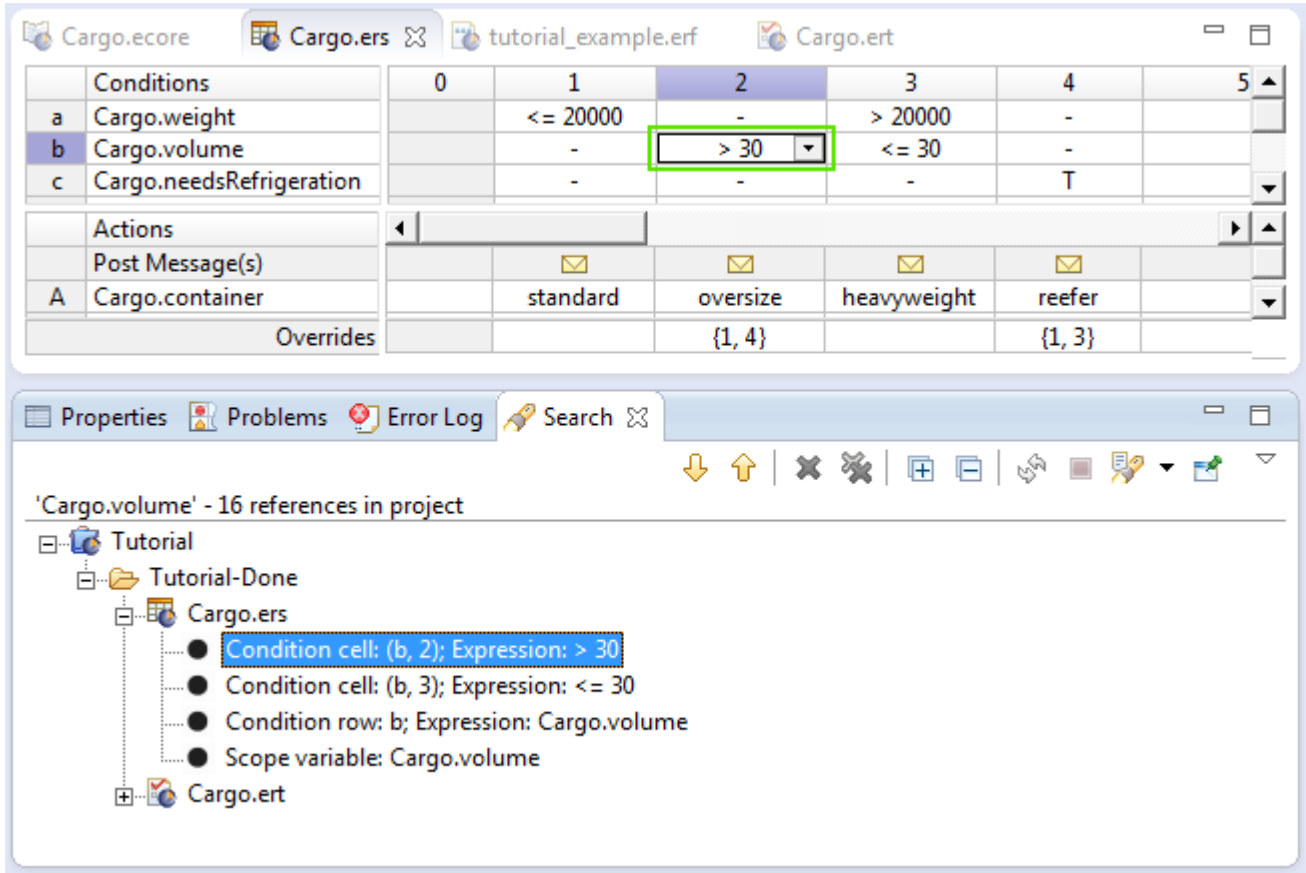 Cargo.ecore Cargo.ers tutorial_example.erf Cargo.ert
Conditions 0 1 2 3 4 5
a Cargo.weight <= 20000 - > 20000 -
b Cargo.volume - > 30 <= 30 -
c Cargo.needsRefrigeration - - - T
Actions
Post Message(s)
A Cargo.container standard oversize heavyweight reefer
Overrides {1, 4} {1, 3}
Properties Problems Error Log Search
'Cargo.volume' - 16 references in project
Tutorial
Tutorial-Done
Cargo.ers
Condition cell: (b, 2); Expression: > 30
Condition cell: (b, 3); Expression: <= 30
Condition row: b; Expression: Cargo.volume
Scope variable: Cargo.volume
Cargo.ert